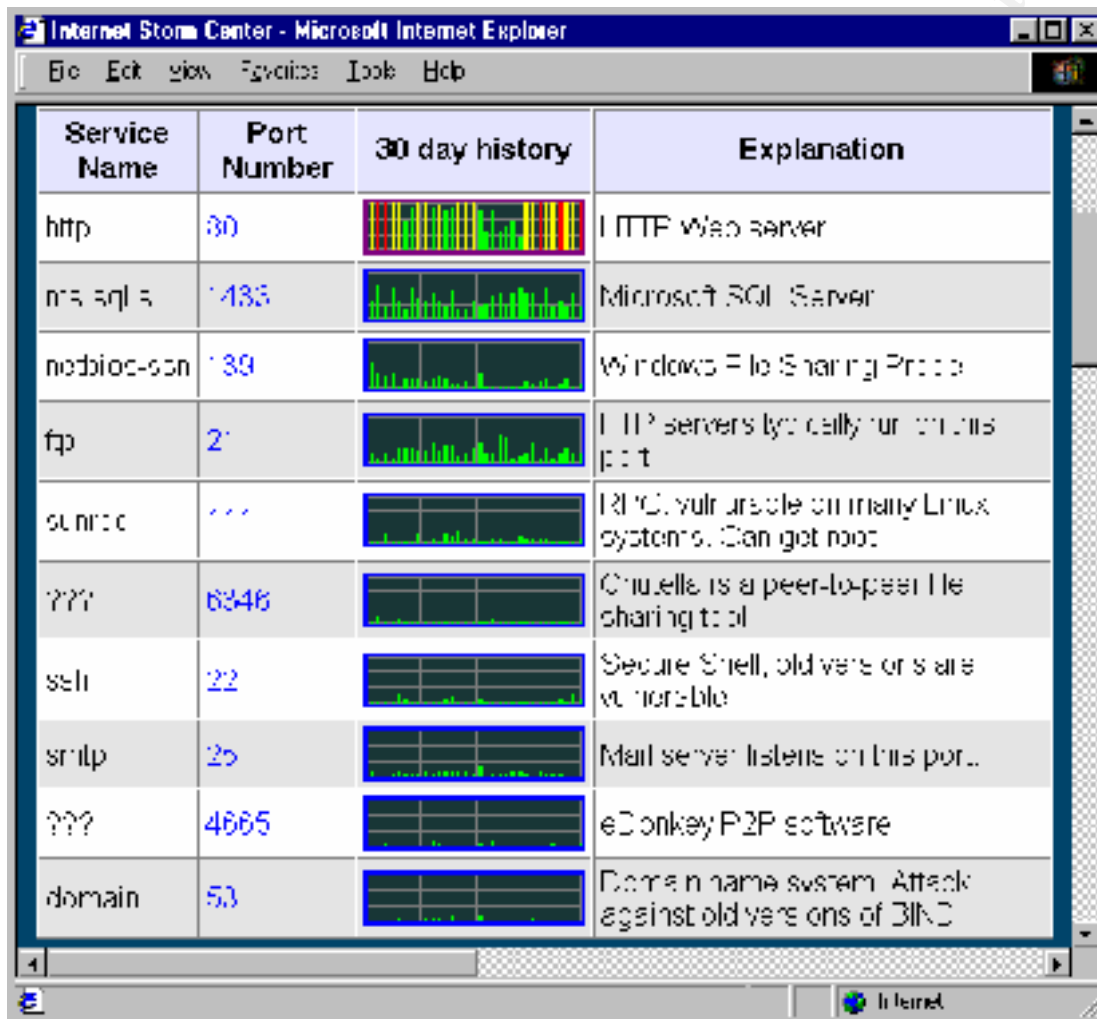 Internet Storm Center - Microsoft Internet Explorer
File Edit View Favorites Tools Help
Service Name
Port Number
30 day history
Explanation
http 80 HTTP Web server
ms-sql-s 1433 Microsoft SQL Server
netbios-ssn 139 Windows File Sharing Probe
ftp 21 FTP servers typically run on this
port
sunrpc 111 RPC. vulnurable on many Linux
systems. Can get root
??? 6346 Gnutella is a peer-to-peer file
sharing tool
ssh 22 Secure Shell, old versions are
vulnerable
smtp 25 Mail server listens on this port.
??? 4665 eDonkey P2P software
domain 53 Domain name system. Attack
against old versions of BIND
Internet